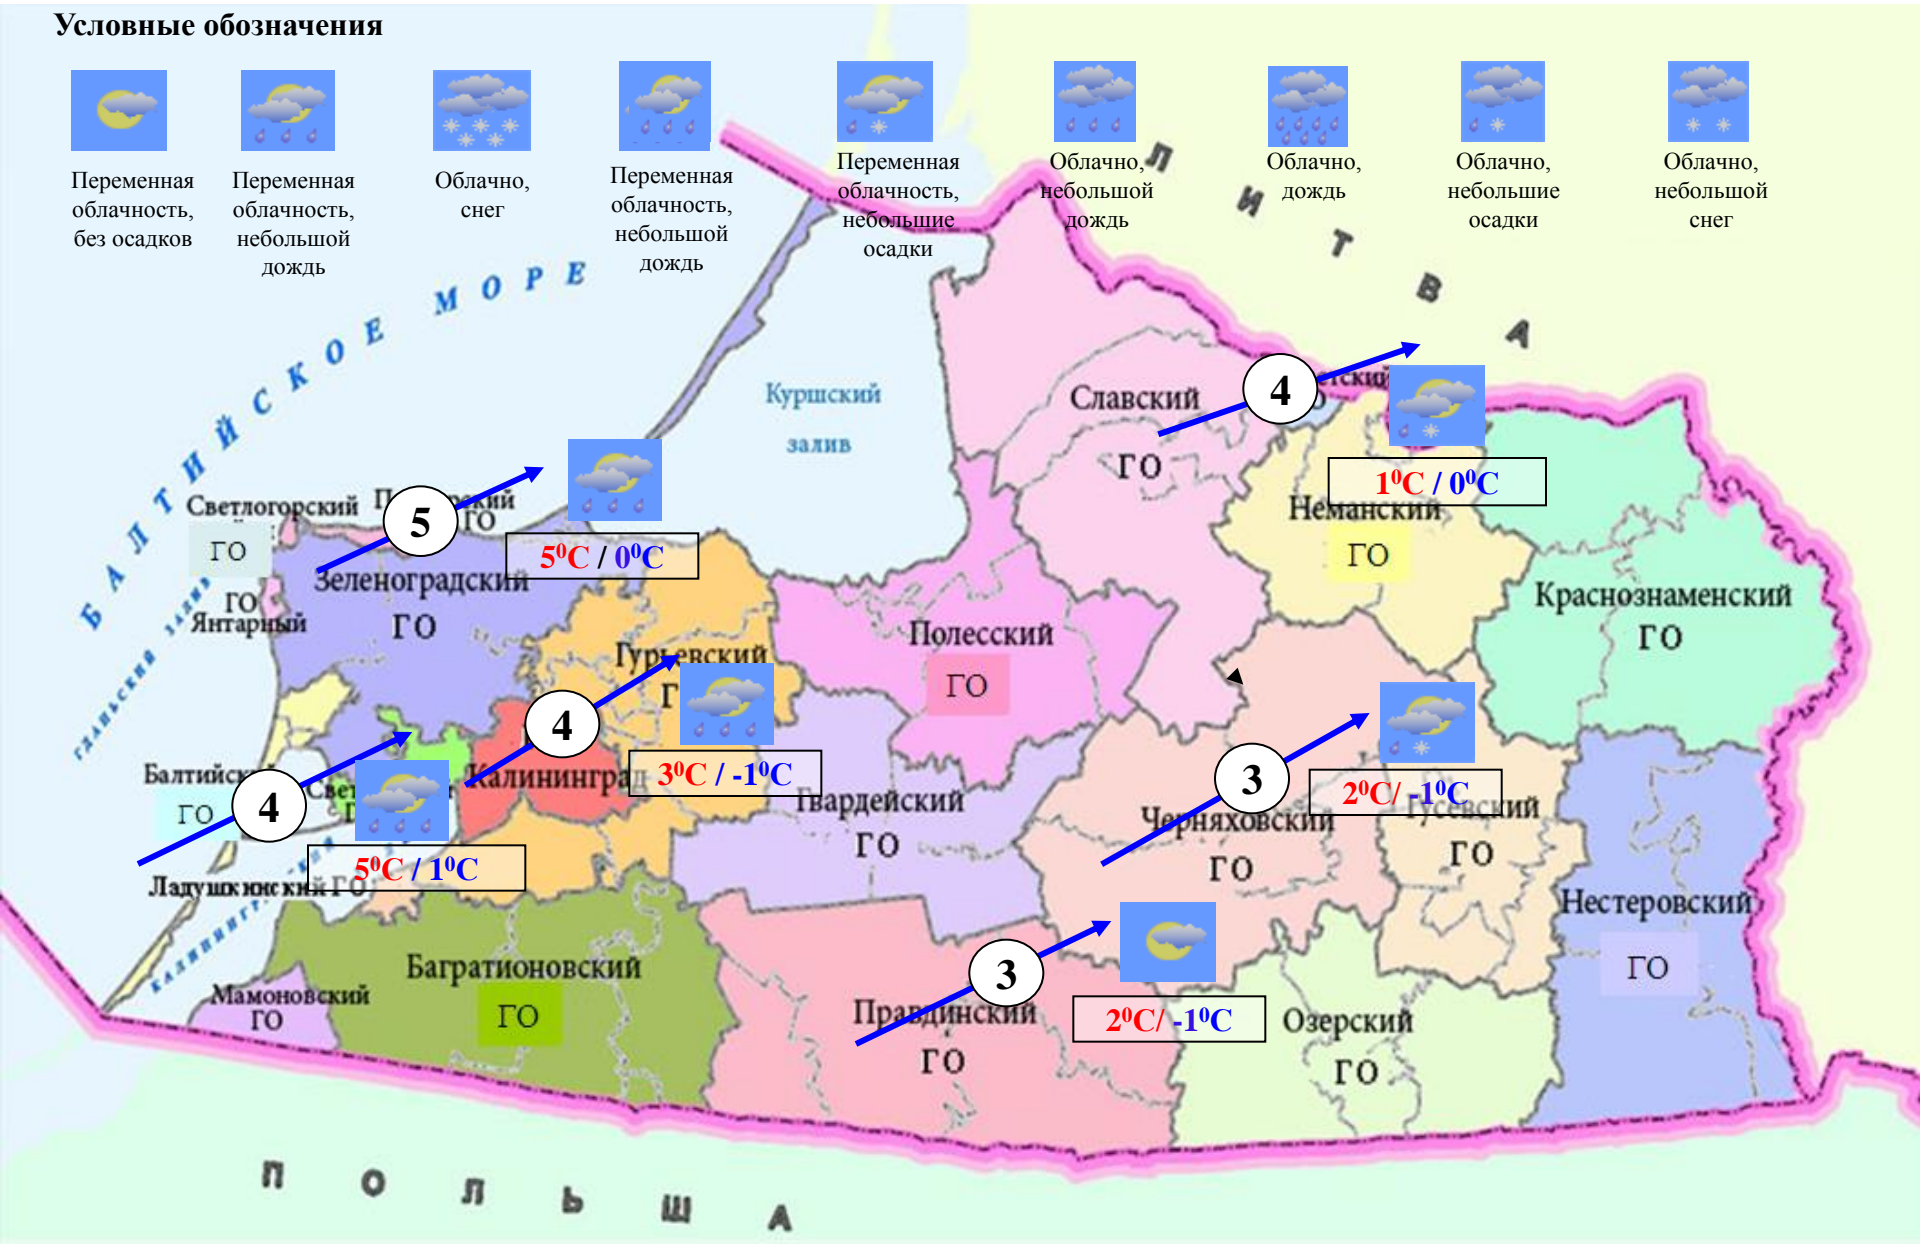 Условные обозначения
Переменная
облачность,
без осадков
Переменная
облачность,
небольшой
дождь
Облачно,
снег
Переменная
облачность,
небольшой
дождь
Переменная
облачность,
небольшие
осадки
Облачно,
небольшой
дождь
Облачно,
дождь
Облачно,
небольшие
осадки
Облачно,
небольшой
снег
ЛИТВА
БАЛТИЙСКОЕ МОРЕ
Куршский
залив
Славский
ГО
4
1⁰С / 0⁰С
Неманский
ГО
Светлогорский
ГО
ГО
5
5⁰С / 0⁰С
Зеленоградский
ГО
ГО
Янтарный
Краснознаменский
ГО
Полесский
ГО
Гурьевский
4
3⁰С / -1⁰С
Калининград
Балтийский
ГО
4
5⁰С / 1⁰С
Ладушкинский ГО
Гвардейский
ГО
3
2⁰С/ -1⁰С
Черняховский
ГО
Гусевский
ГО
Нестеровский
ГО
Багратионовский
ГО
Мамоновский
ГО
3
2⁰С/ -1⁰С
Правдинский
ГО
Озерский
ГО
ПОЛЬША